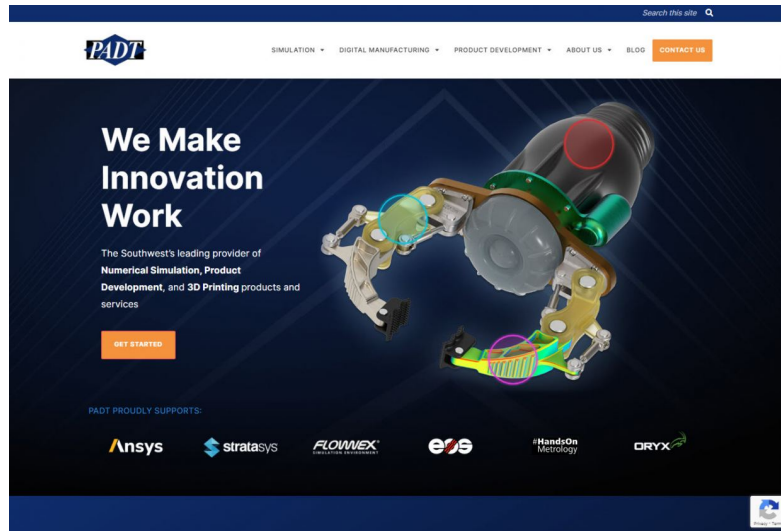 Search this site
PADT
SIMULATION
DIGITAL MANUFACTURING
PRODUCT DEVELOPMENT
ABOUT US
BLOG
CONTACT US
We Make
Innovation
Work
The Southwest's leading provider of
Numerical Simulation, Product
Development, and 3D Printing products and
services
GET STARTED
PADT PROUDLY SUPPORTS:
Ansys
stratasys
FLOWNEX
SIMULATION ENVIRONMENT
eos
#HandsOn
Metrology
ORYX